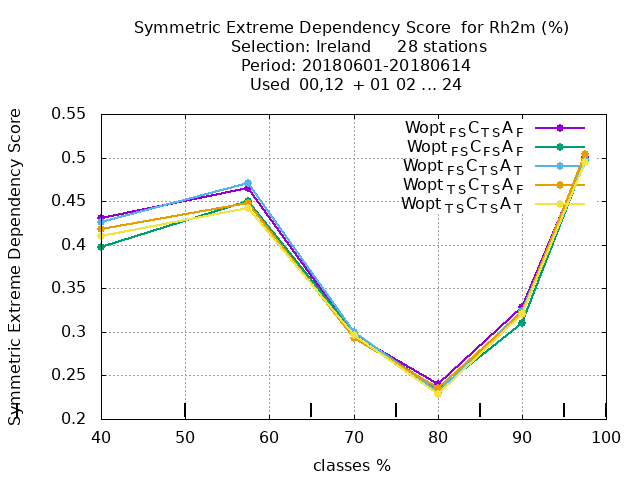 Symmetric Extreme Dependency Score for Rh2m (%)
Selection: Ireland 28 stations
Period: 20180601-20180614
Used 00,12 + 01 02 ... 24
Symmetric Extreme Dependency Score
0.55
0.5
0.45
0.4
0.35
0.3
0.25
0.2
Wopt FS C TS A F
Wopt FS C FS A F
Wopt FS C TS A T
Wopt TS C TS A F
Wopt TS C TS A T
40 50 60 70 80 90 100
classes %